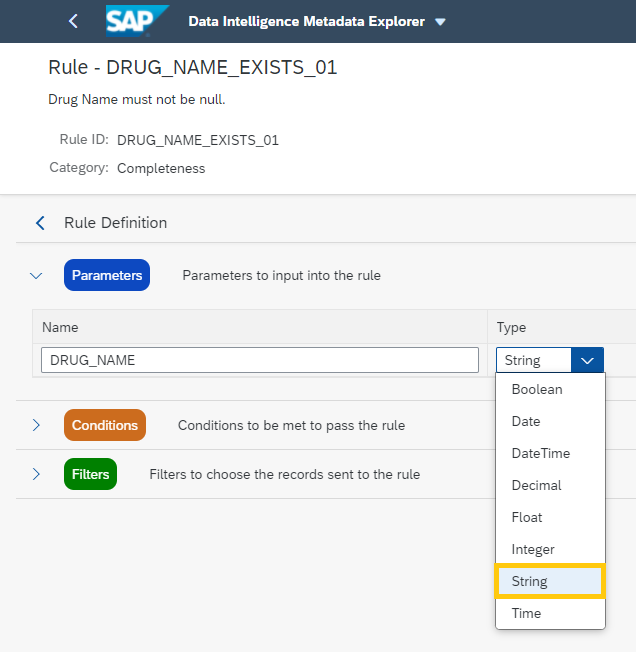 SAP Data Intelligence Metadata Explorer
Rule - DRUG_NAME_EXISTS_01
Drug Name must not be null.
Rule ID: DRUG_NAME_EXISTS_01
Category: Completeness
Rule Definition
Parameters Parameters to input into the rule
Name Type
DRUG_NAME String
Boolean
Date
Conditions Conditions to be met to pass the rule
DateTime
Filters Filters to choose the records sent to the rule
Decimal
Float
Integer
String
Time